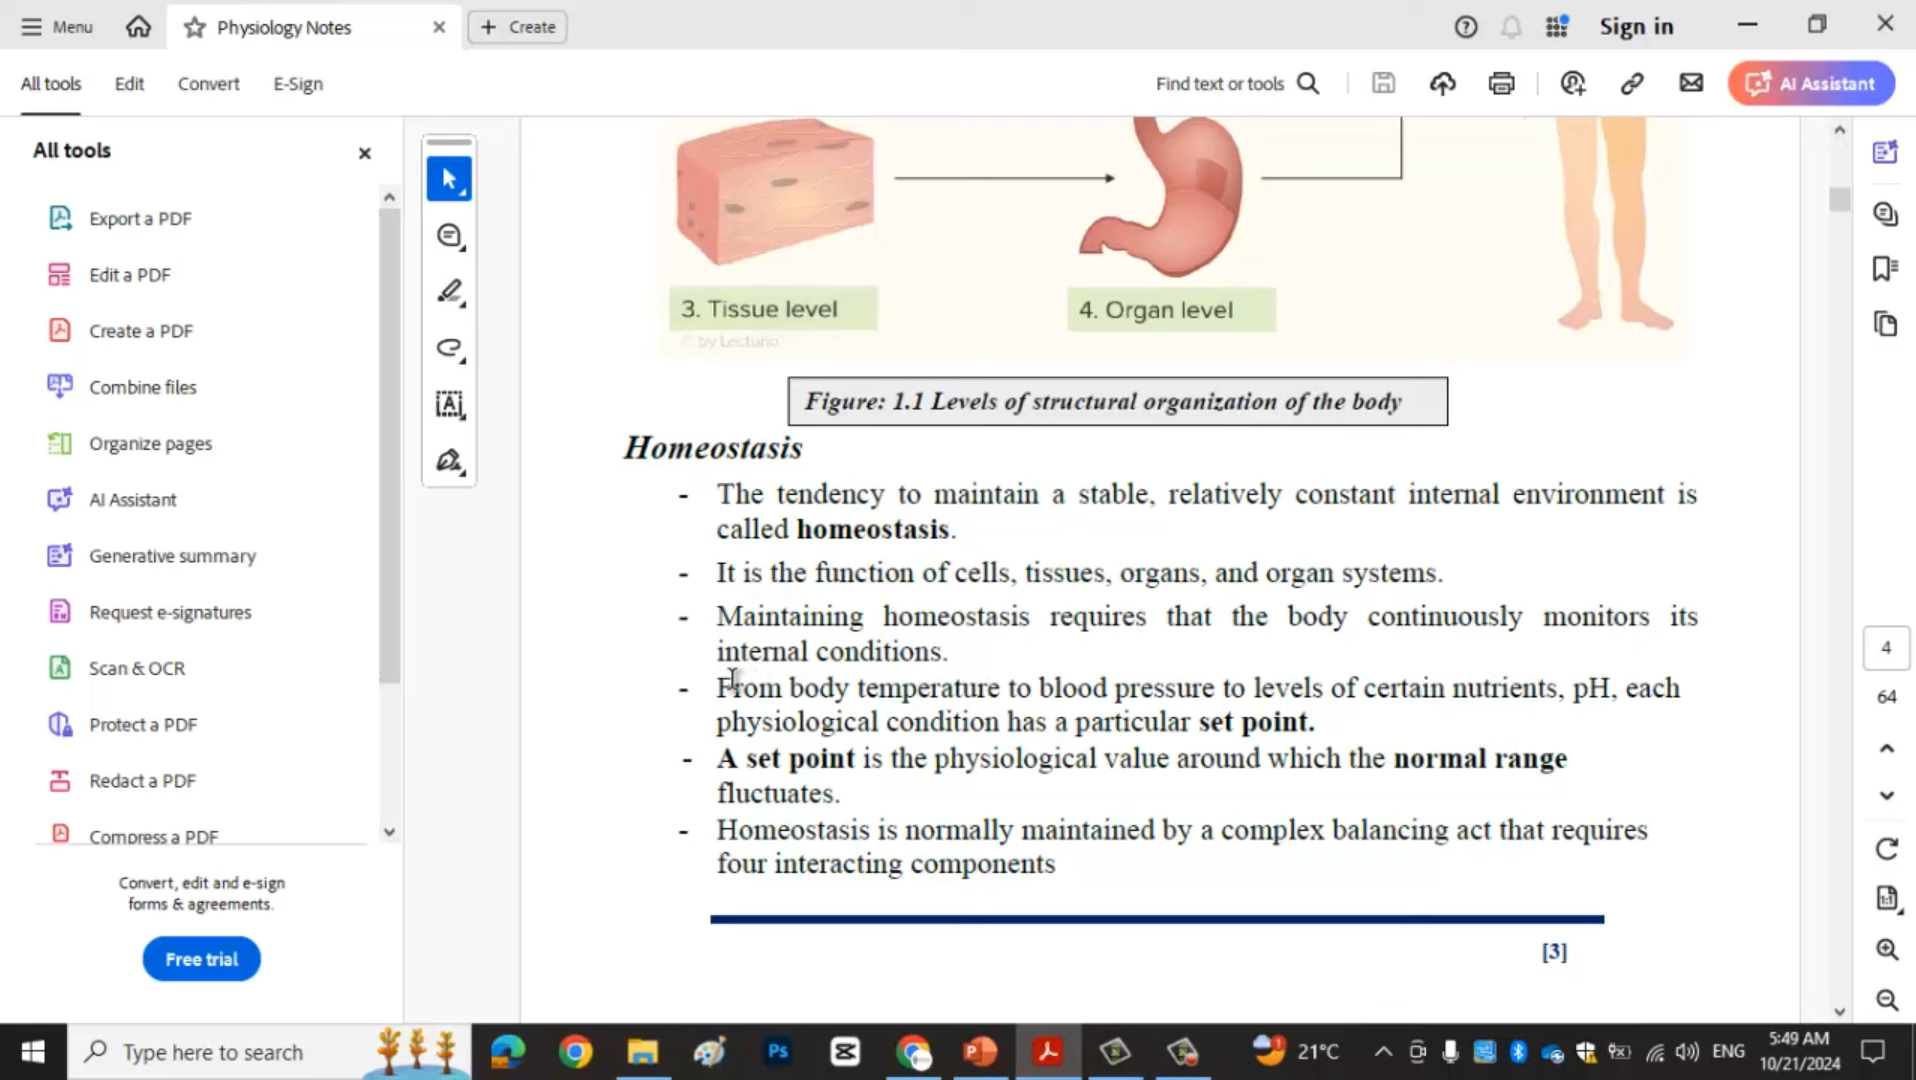 Menu
Physiology Notes
Create
Sign in
All tools
Edit
Convert
E-Sign
Find text or tools
AI Assistant
All tools
Export a PDF
Edit a PDF
Create a PDF
Combine files
Organize pages
AI Assistant
Generative summary
Request e-signatures
Scan & OCR
Protect a PDF
Redact a PDF
Compress a PDF
Convert, edit and e-sign
forms & agreements.
Free trial
3. Tissue level
4. Organ level
© by Lecturio
Figure: 1.1 Levels of structural organization of the body
Homeostasis
- The tendency to maintain a stable, relatively constant internal environment is
called homeostasis.
- It is the function of cells, tissues, organs, and organ systems.
- Maintaining homeostasis requires that the body continuously monitors its
internal conditions.
- From body temperature to blood pressure to levels of certain nutrients, pH, each
physiological condition has a particular set point.
- A set point is the physiological value around which the normal range
fluctuates.
- Homeostasis is normally maintained by a complex balancing act that requires
four interacting components
[3]
4
64
Type here to search
Ps
21°C
ENG
5:49 AM
10/21/2024